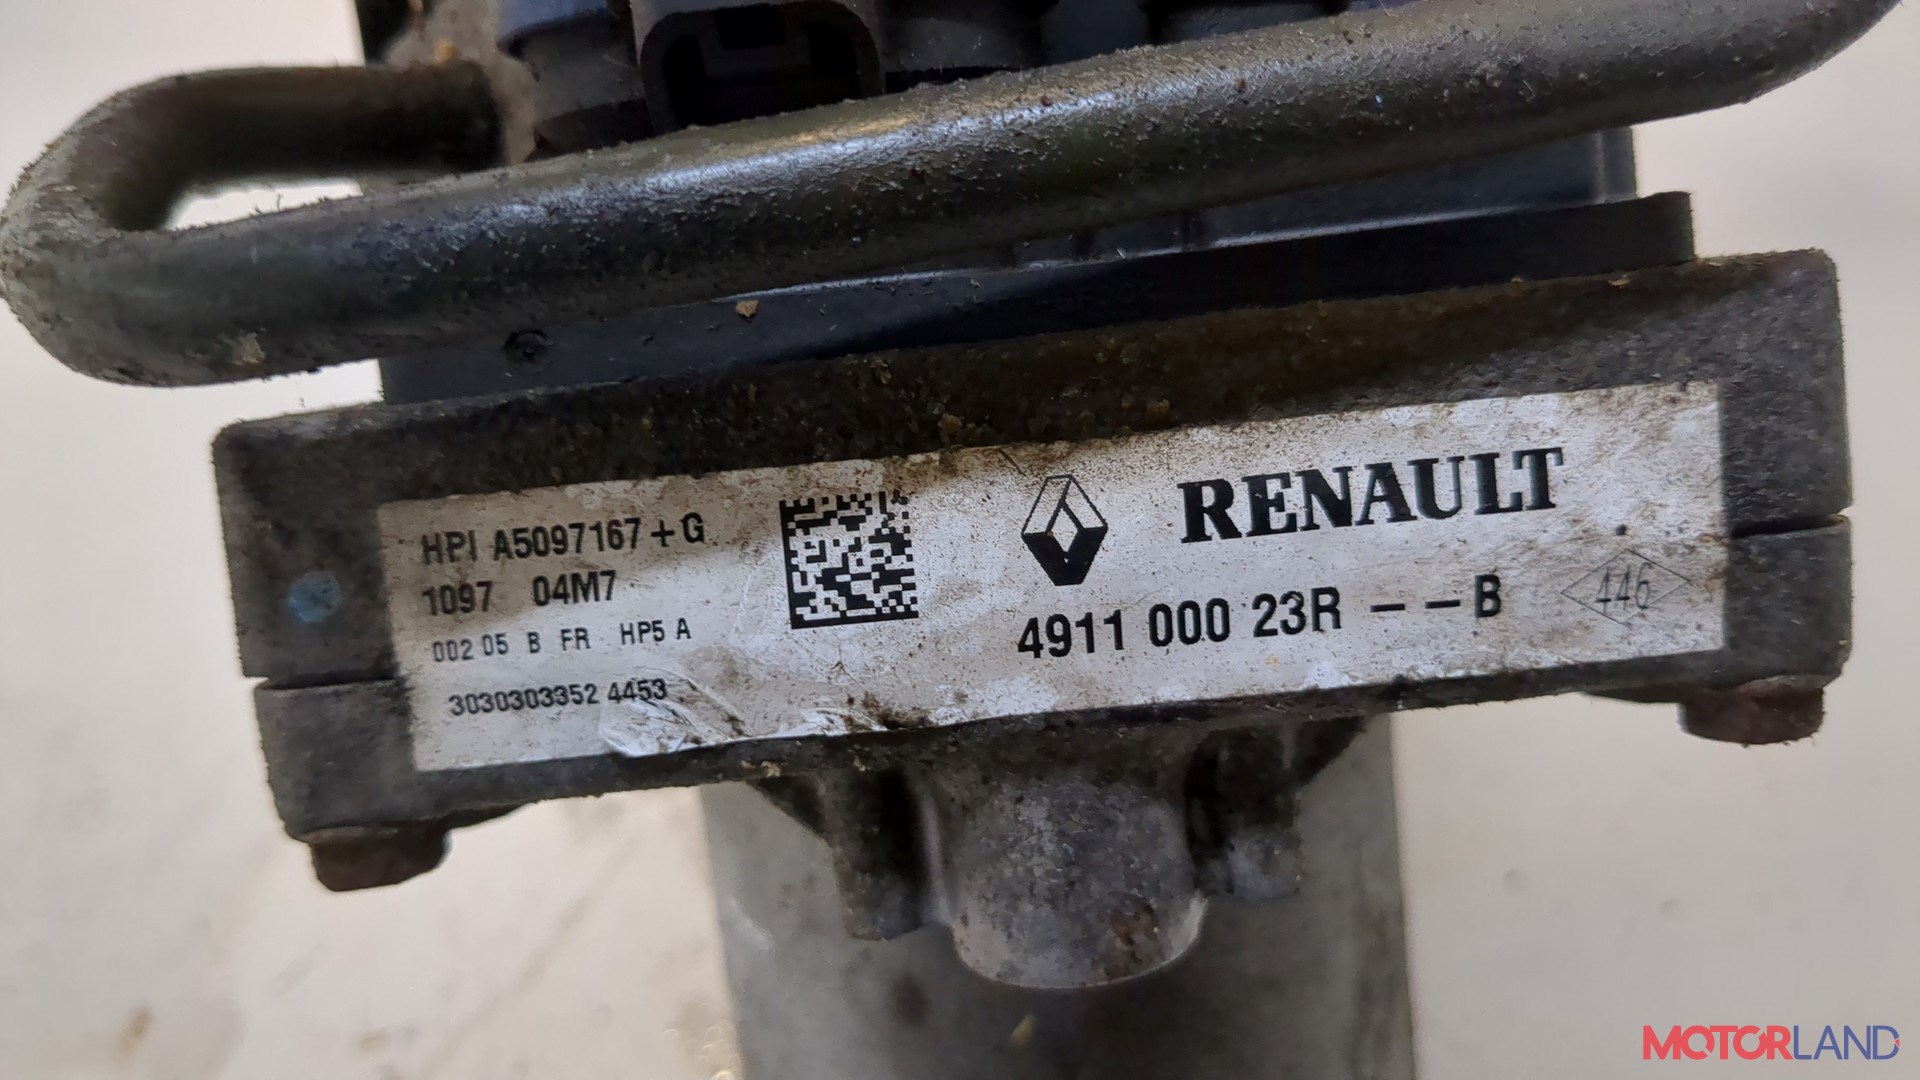 HPI A5097167+G
1097 04M7
002 05 B FR HP5 A
3030303352 4453
RENAULT
4911 000 23R --B
446
MOTORLAND